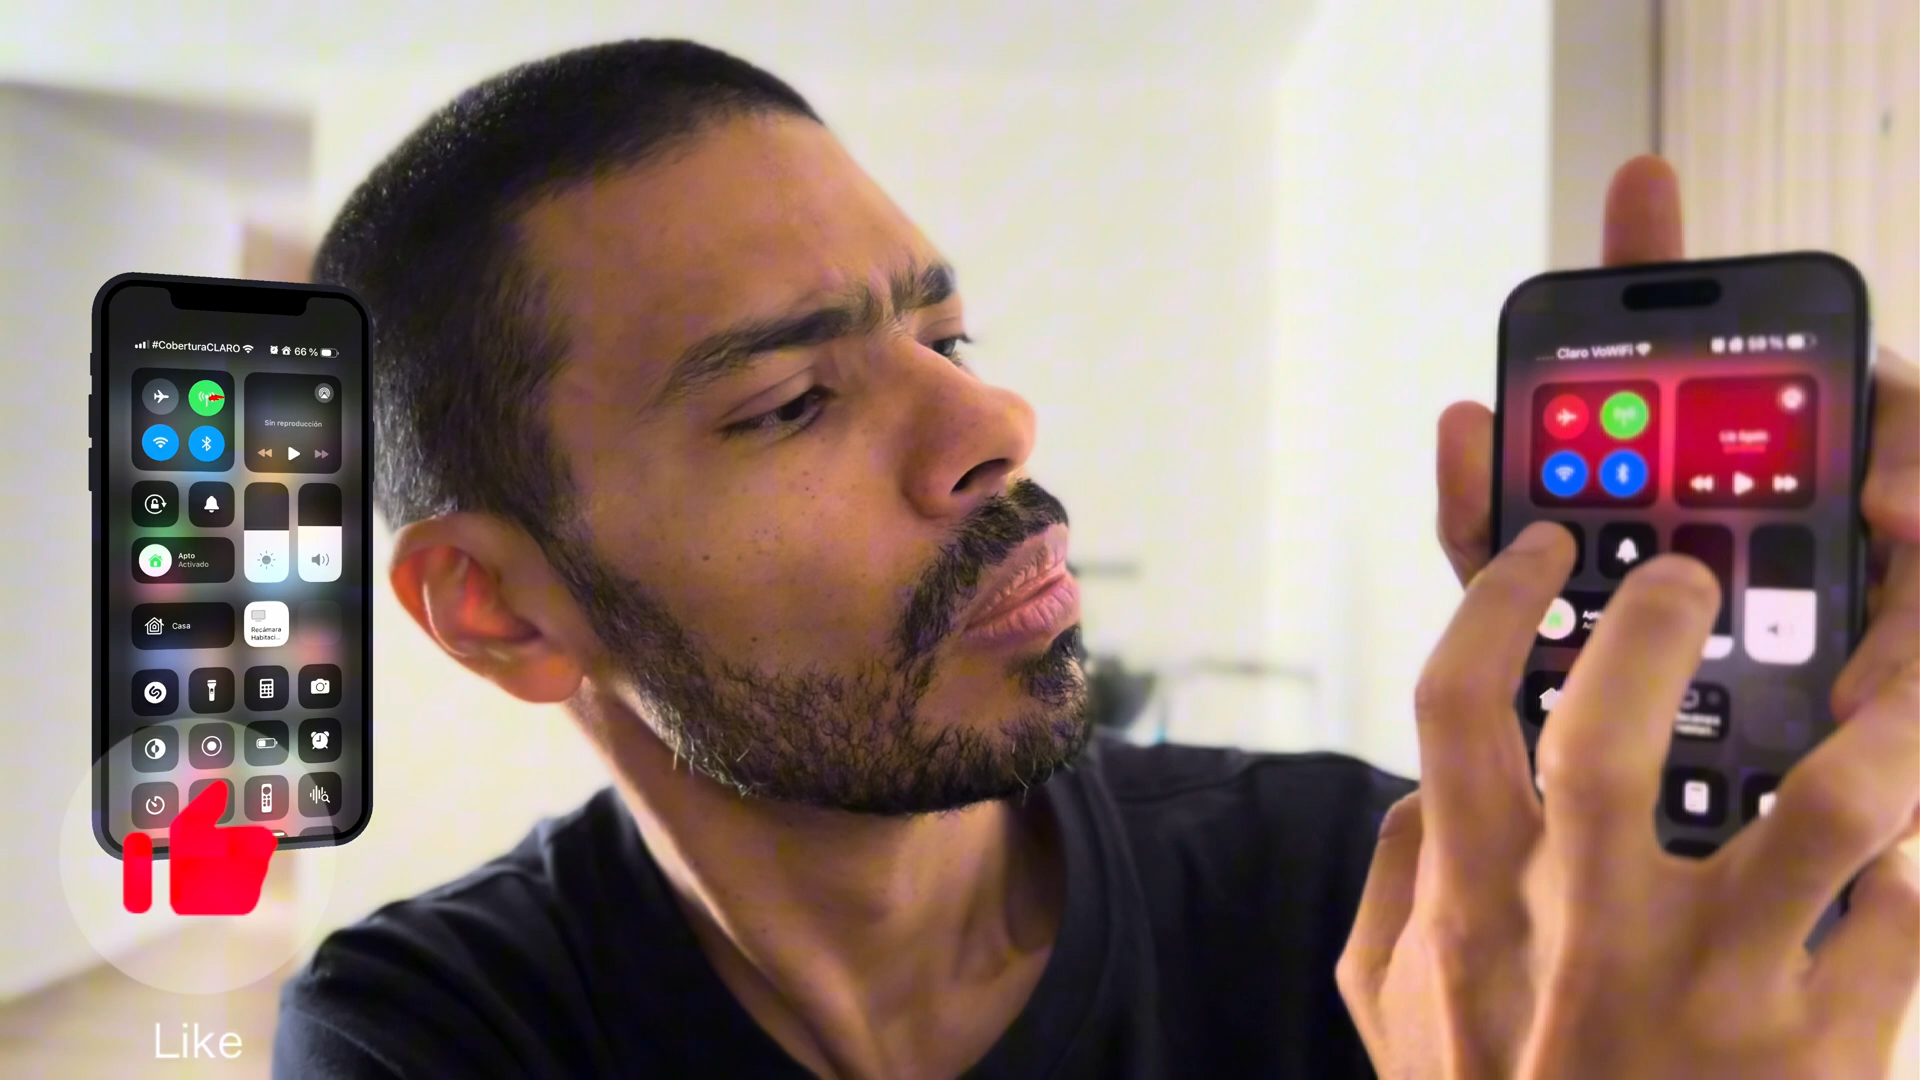 #CoberturaCLARO
66 %
Sin reproducción
Apto
Activado
Casa
Recámara
Habitaci...
Like
Claro VoWiFi